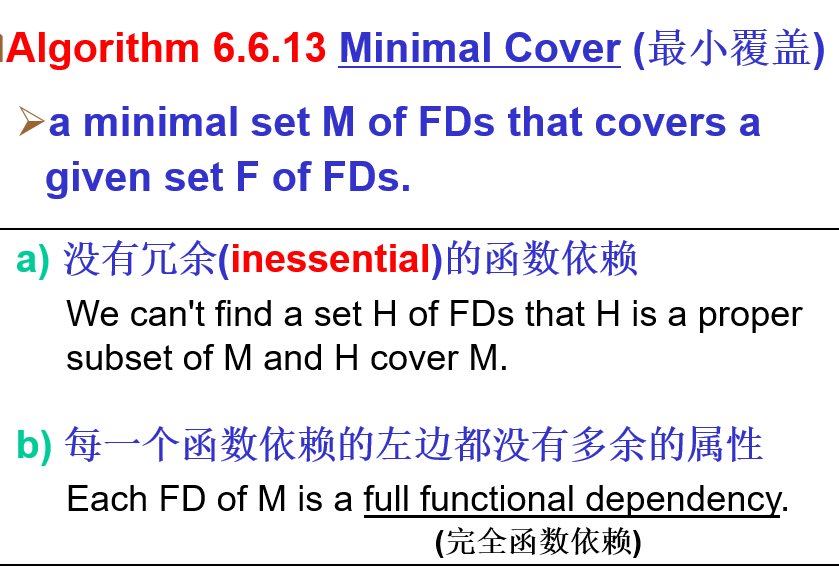 Algorithm 6.6.13 Minimal Cover (最小覆盖)
➢a minimal set M of FDs that covers a
given set F of FDs.
a) 没有冗余(inessential)的函数依赖
We can't find a set H of FDs that H is a proper
subset of M and H cover M.
b) 每一个函数依赖的左边都没有多余的属性
Each FD of M is a full functional dependency.
(完全函数依赖)